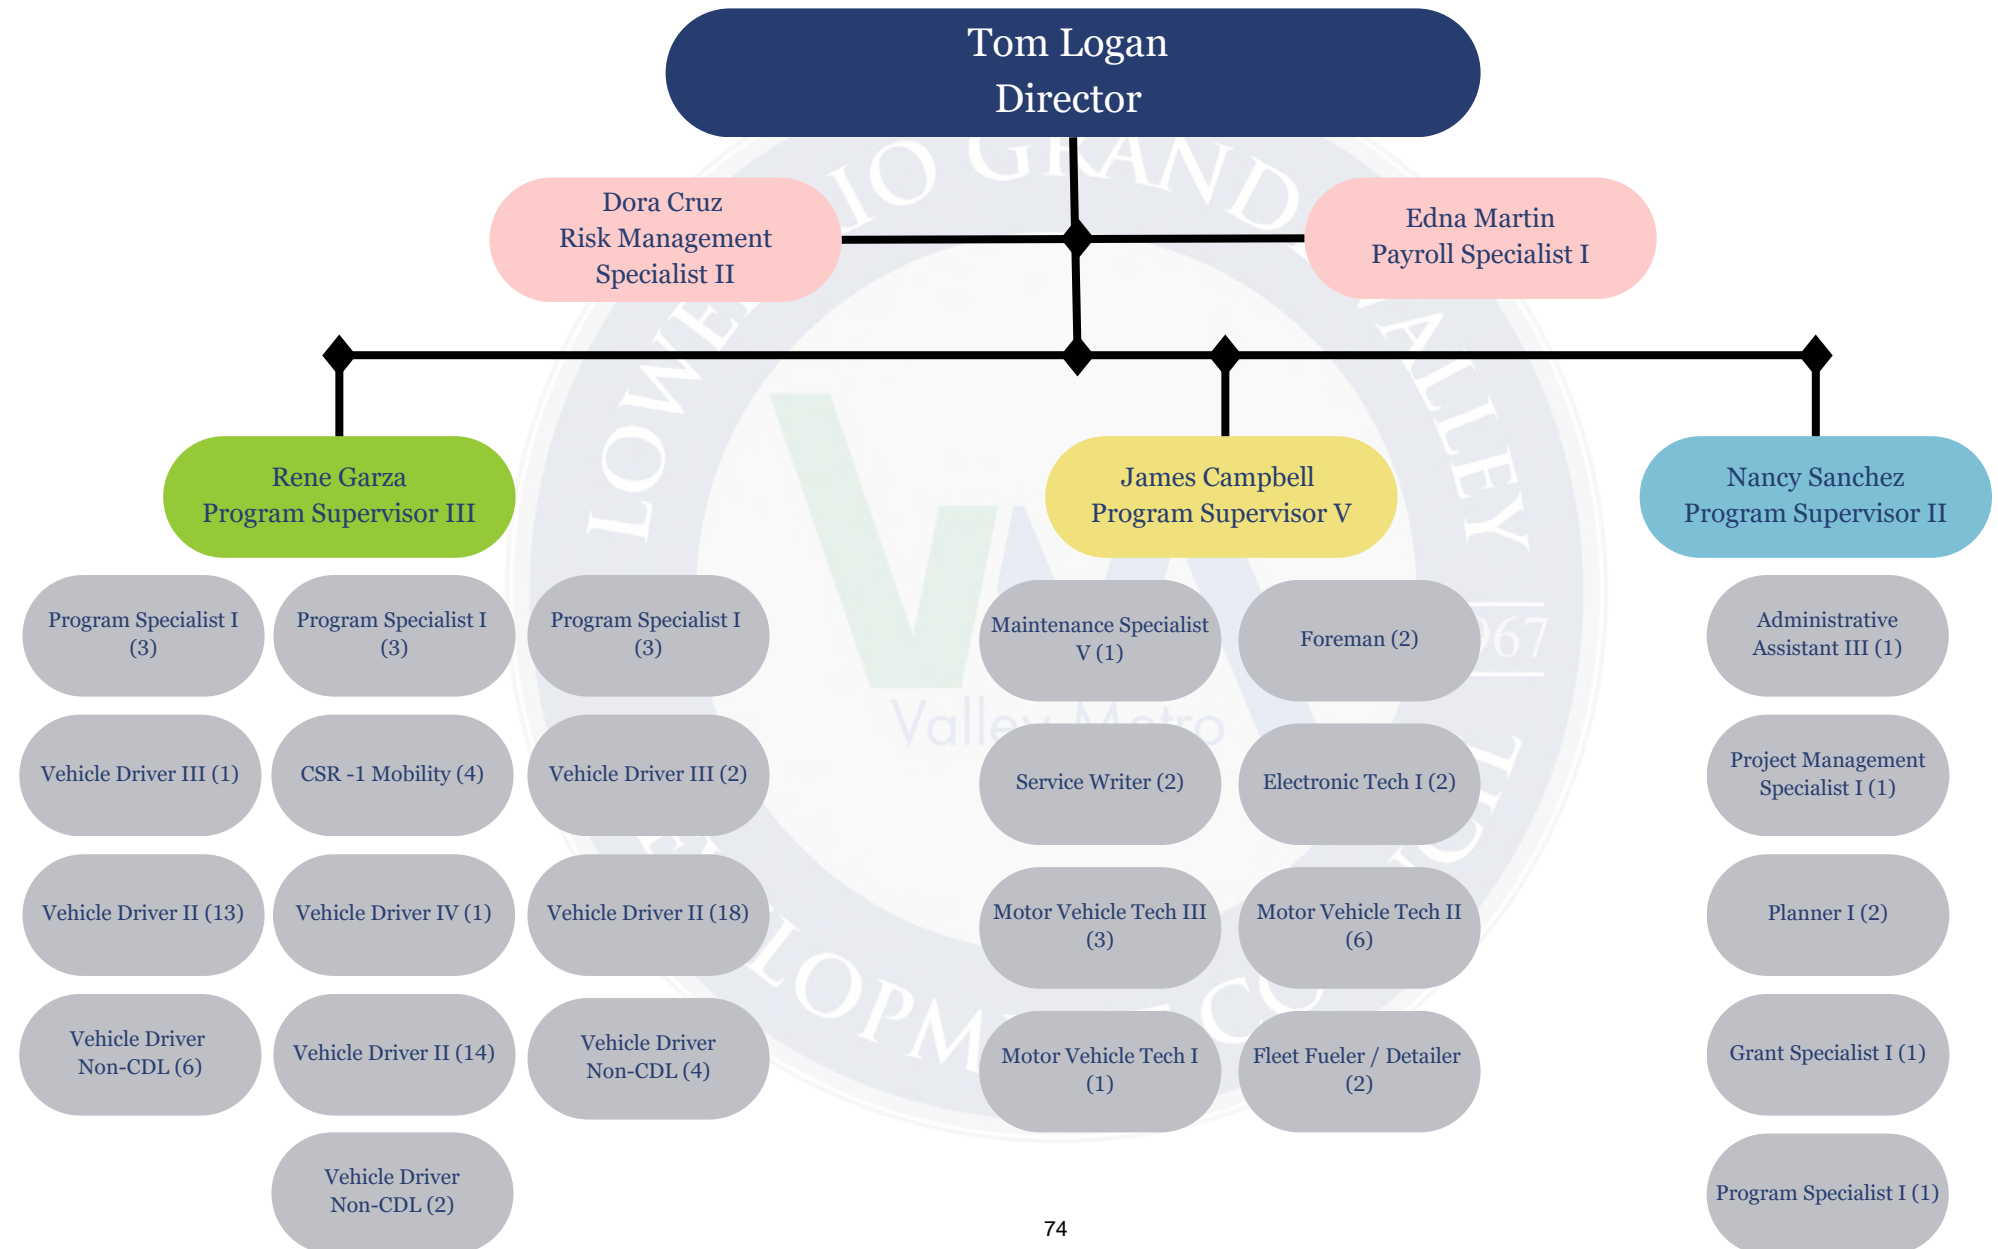 Tom Logan
Director
Dora Cruz
Risk Management
Specialist II
Edna Martin
Payroll Specialist I
Rene Garza
Program Supervisor III
James Campbell
Program Supervisor V
Nancy Sanchez
Program Supervisor II
Program Specialist I
(3)
Vehicle Driver III (1)
Vehicle Driver II (13)
Vehicle Driver
Non-CDL (6)
Program Specialist I
(3)
CSR -1 Mobility (4)
Vehicle Driver IV (1)
Vehicle Driver II (14)
Vehicle Driver
Non-CDL (2)
Program Specialist I
(3)
Vehicle Driver III (2)
Vehicle Driver II (18)
Vehicle Driver
Non-CDL (4)
Maintenance Specialist
V (1)
Service Writer (2)
Motor Vehicle Tech III
(3)
Motor Vehicle Tech I
(1)
Foreman (2)
Electronic Tech I (2)
Motor Vehicle Tech II
(6)
Fleet Fueler / Detailer
(2)
Administrative
Assistant III (1)
Project Management
Specialist I (1)
Planner I (2)
Grant Specialist I (1)
Program Specialist I (1)
Valley Metro
VALLEY
74